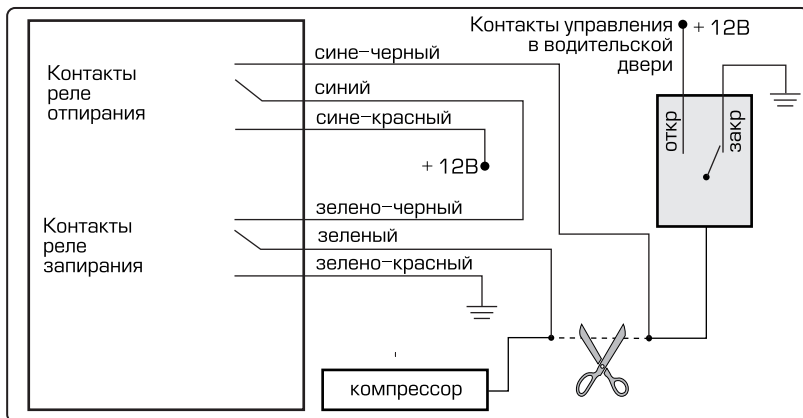 Контакты
реле
отпирания
сине-черный
синий
сине-красный
+ 12В
Контакты управления
в водительской
двери
+ 12В
откр
закр
Контакты
реле
запирания
зелено-черный
зеленый
зелено-красный
компрессор